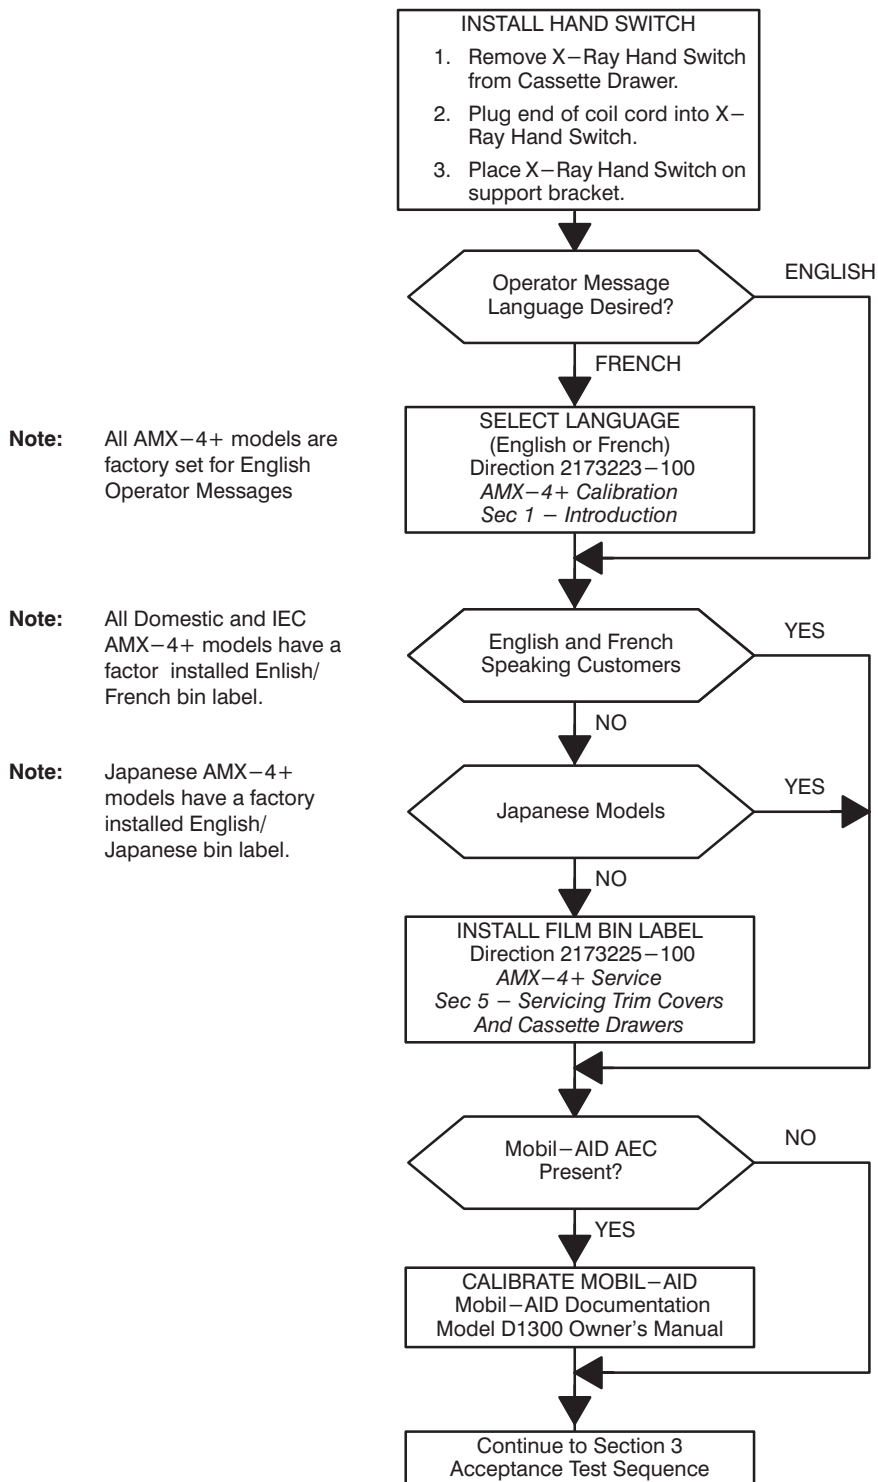 INSTALL HAND SWITCH
1. Remove X−Ray Hand Switch
from Cassette Drawer.
2. Plug end of coil cord into X−
Ray Hand Switch.
3. Place X−Ray Hand Switch on
support bracket.
Operator Message
Language Desired?
ENGLISH
FRENCH
Note: All AMX−4+ models are
factory set for English
Operator Messages
SELECT LANGUAGE
(English or French)
Direction 2173223−100
AMX−4+ Calibration
Sec 1 − Introduction
Note: All Domestic and IEC
AMX−4+ models have a
factor installed Enlish/
French bin label.
English and French
Speaking Customers
YES
NO
Note: Japanese AMX−4+
models have a factory
installed English/
Japanese bin label.
Japanese Models
YES
NO
INSTALL FILM BIN LABEL
Direction 2173225−100
AMX−4+ Service
Sec 5 − Servicing Trim Covers
And Cassette Drawers
Mobil−AID AEC
Present?
NO
YES
CALIBRATE MOBIL−AID
Mobil−AID Documentation
Model D1300 Owner's Manual
Continue to Section 3
Acceptance Test Sequence